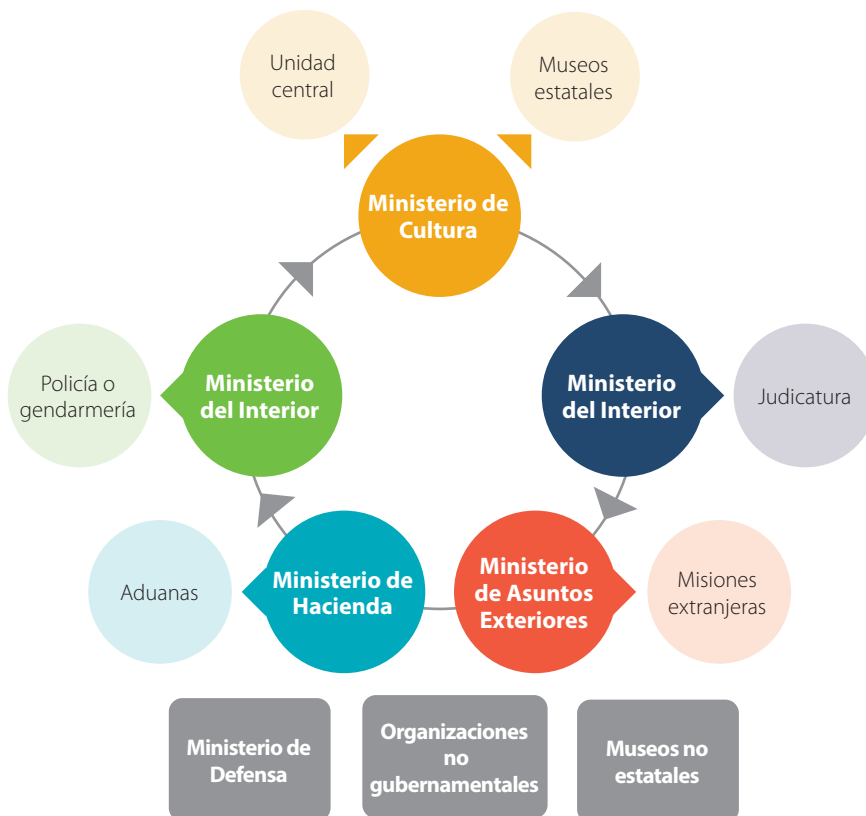 Unidad
central
Museos
estatales
Ministerio de
Cultura
Policía o
gendarmería
Ministerio
del Interior
Ministerio
del Interior
Judicatura
Aduanas
Ministerio de
Hacienda
Ministerio
de Asuntos
Exteriores
Misiones
extranjeras
Ministerio de
Defensa
Organizaciones
no
gubernamentales
Museos no
estatales